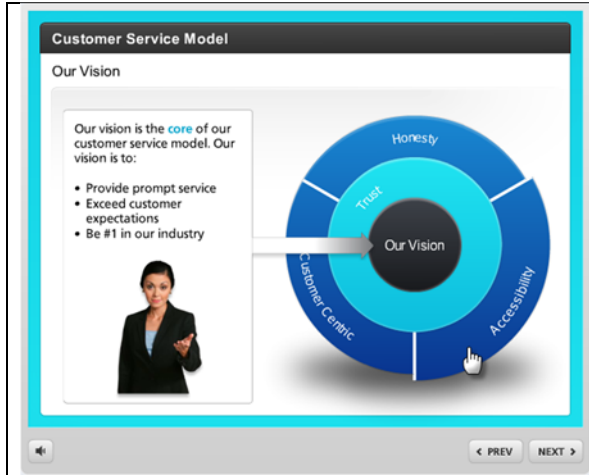 Customer Service Model
Our Vision
Our vision is the core of our
customer service model. Our
vision is to:
• Provide prompt service
• Exceed customer
expectations
• Be #1 in our industry
Honesty
Trust
Our Vision
Customer Centric
Accessibility
< PREV
NEXT >